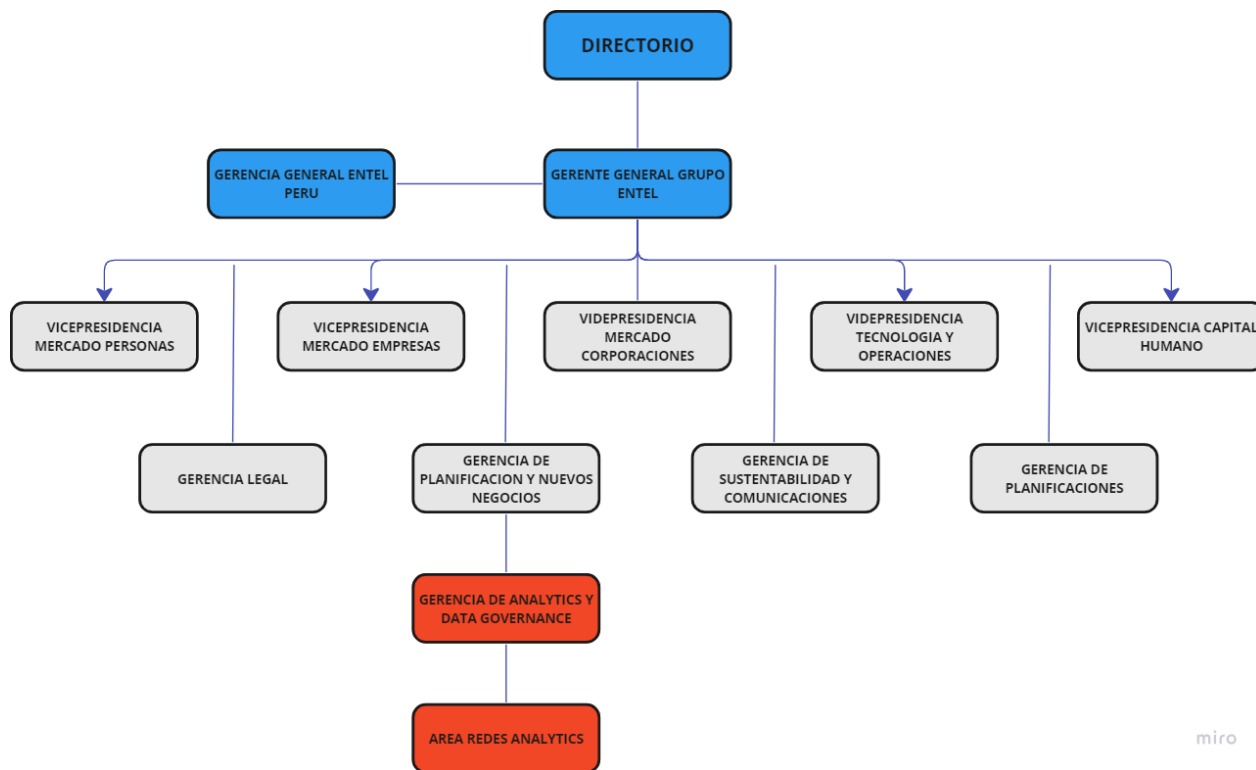 DIRECTORIO
GERENCIA GENERAL ENTEL
PERU
GERENTE GENERAL GRUPO
ENTEL
VICEPRESIDENCIA
MERCADO PERSONAS
VICEPRESIDENCIA
MERCADO EMPRESAS
VIDEPRESIDENCIA
MERCADO
CORPORACIONES
VIDEPRESIDENCIA
TECNOLOGIA Y
OPERACIONES
VICEPRESIDENCIA CAPITAL
HUMANO
GERENCIA LEGAL
GERENCIA DE
PLANIFICACION Y NUEVOS
NEGOCIOS
GERENCIA DE
SUSTENTABILIDAD Y
COMUNICACIONES
GERENCIA DE
PLANIFICACIONES
GERENCIA DE ANALYTICS Y
DATA GOVERNANCE
AREA REDES ANALYTICS
miro